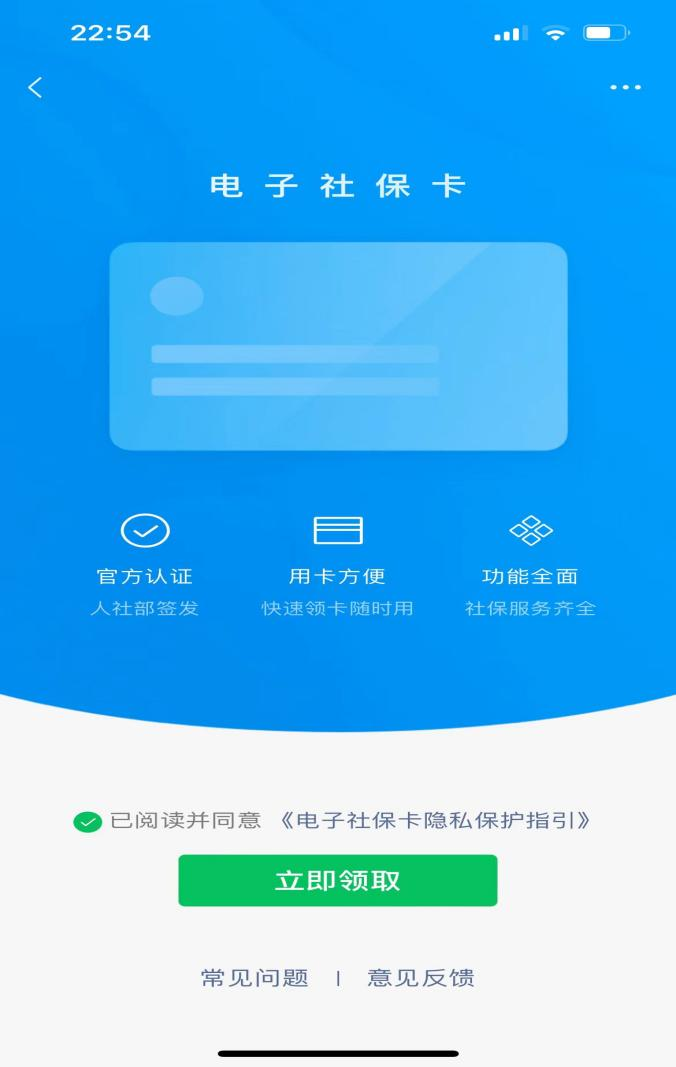 22:54
电子社保卡
官方认证 用卡方便 功能全面
人社部签发 快速领卡随时用 社保服务齐全
已阅读并同意 《电子社保卡隐私保护指引》
立即领取
常见问题 | 意见反馈